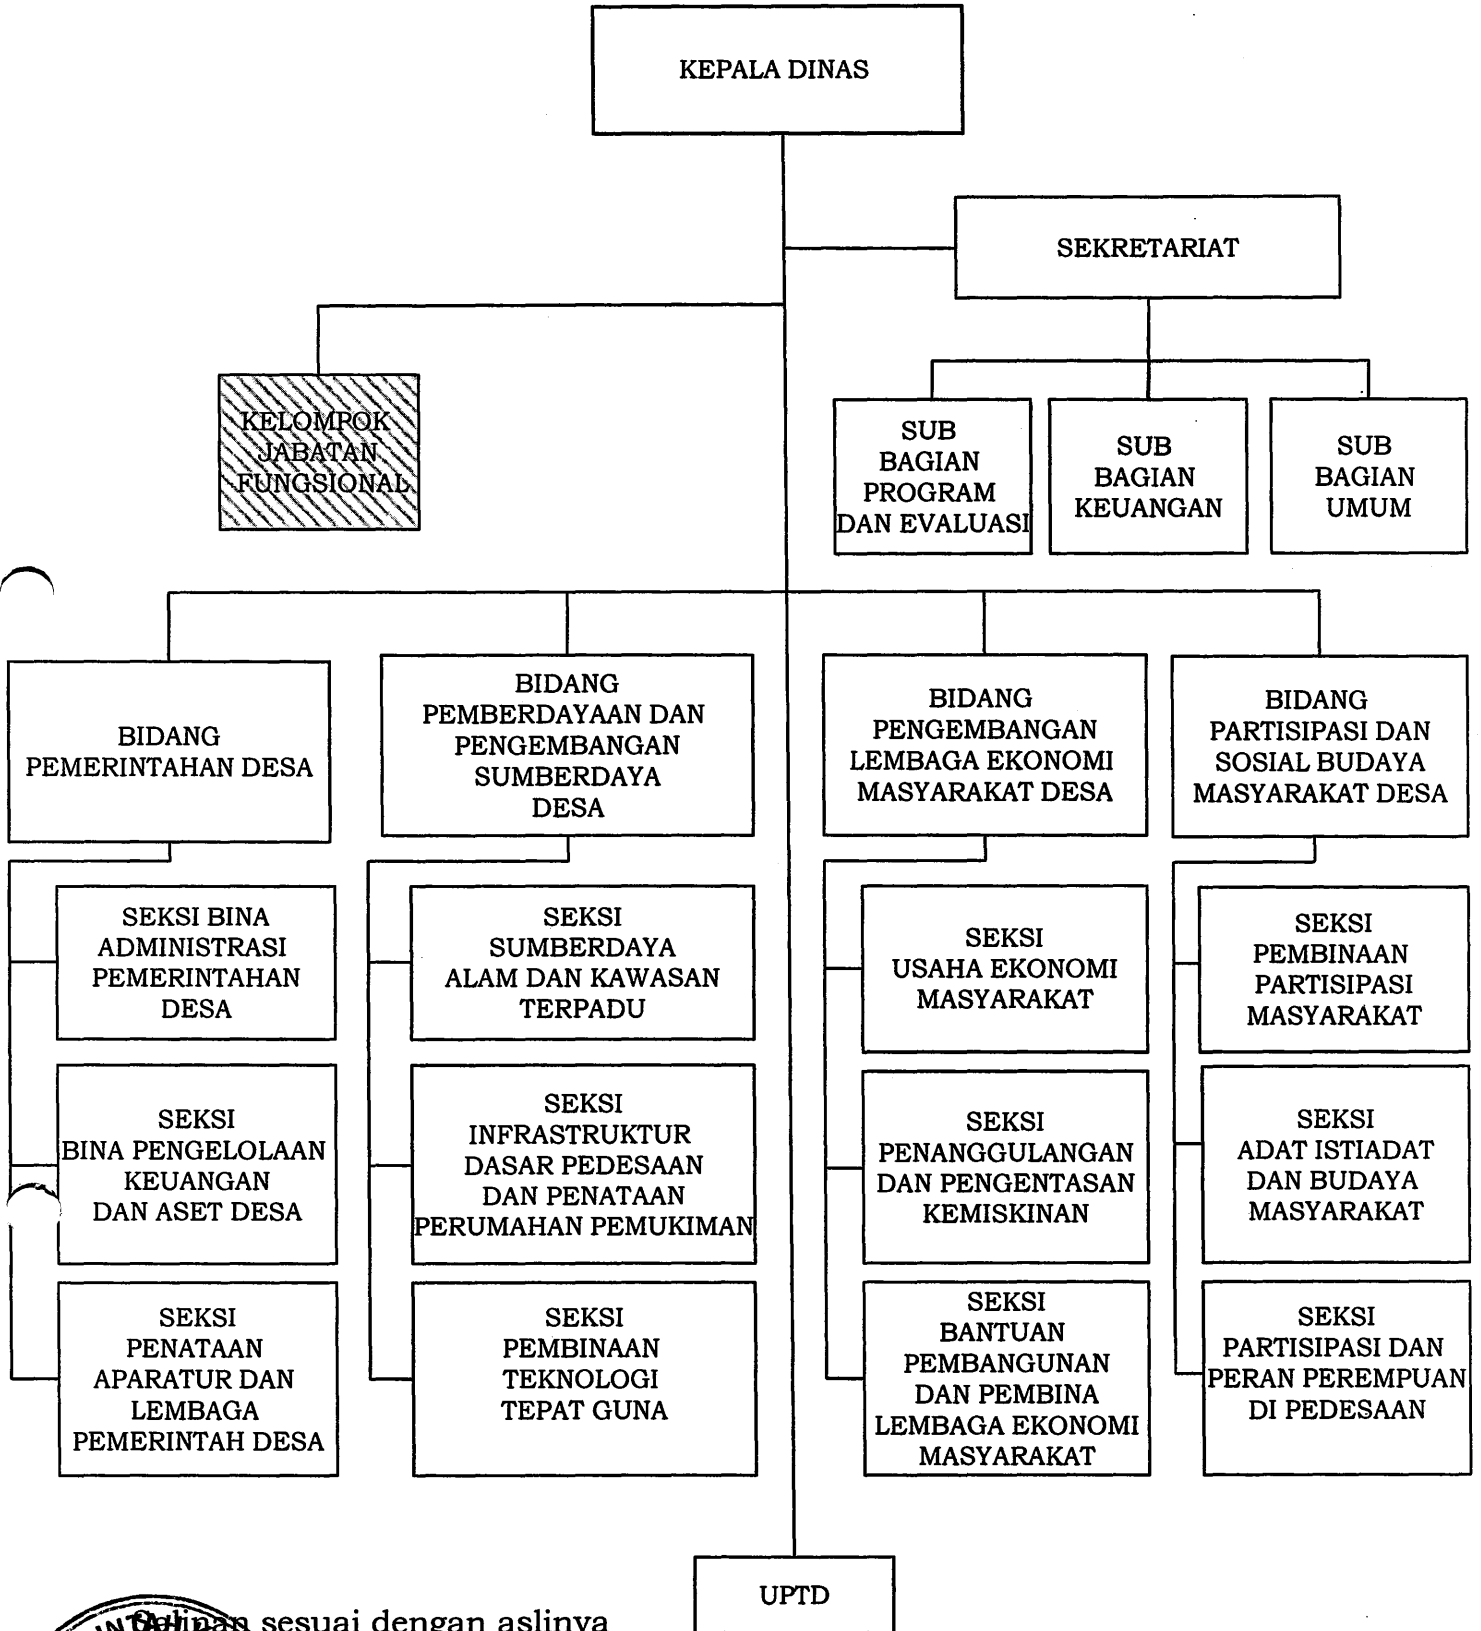 KEPALA DINAS
SEKRETARIAT
KELOMPOK
JABATAN
FUNGSIONAL
SUB
BAGIAN
PROGRAM
DAN EVALUASI
SUB
BAGIAN
KEUANGAN
SUB
BAGIAN
UMUM
BIDANG
PEMERINTAHAN DESA
BIDANG
PEMBERDAYAAN DAN
PENGEMBANGAN
SUMBERDAYA
DESA
BIDANG
PENGEMBANGAN
LEMBAGA EKONOMI
MASYARAKAT DESA
BIDANG
PARTISIPASI DAN
SOSIAL BUDAYA
MASYARAKAT DESA
SEKSI BINA
ADMINISTRASI
PEMERINTAHAN
DESA
SEKSI
SUMBERDAYA
ALAM DAN KAWASAN
TERPADU
SEKSI
USAHA EKONOMI
MASYARAKAT
SEKSI
PEMBINAAN
PARTISIPASI
MASYARAKAT
SEKSI
BINA PENGELOLAAN
KEUANGAN
DAN ASET DESA
SEKSI
INFRASTRUKTUR
DASAR PEDESAAN
DAN PENATAAN
PERUMAHAN PEMUKIMAN
SEKSI
PENANGGULANGAN
DAN PENGENTASAN
KEMISKINAN
SEKSI
ADAT ISTIADAT
DAN BUDAYA
MASYARAKAT
SEKSI
PENATAAN
APARATUR DAN
LEMBAGA
PEMERINTAH DESA
SEKSI
PEMBINAAN
TEKNOLOGI
TEPAT GUNA
SEKSI
BANTUAN
PEMBANGUNAN
DAN PEMBINA
LEMBAGA EKONOMI
MASYARAKAT
SEKSI
PARTISIPASI DAN
PERAN PEREMPUAN
DI PEDESAAN
UPTD
Salinan sesuai dengan aslinya